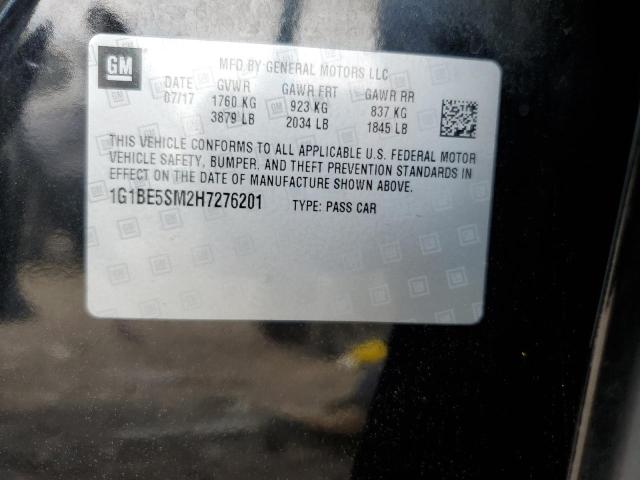 GM
MFD BY GENERAL MOTORS LLC
DATE GVWR GAWR FRT GAWR RR
07/17 1760 KG 923 KG 837 KG
3879 LB 2034 LB 1845 LB
THIS VEHICLE CONFORMS TO ALL APPLICABLE U.S. FEDERAL MOTOR
VEHICLE SAFETY, BUMPER, AND THEFT PREVENTION STANDARDS IN
EFFECT ON THE DATE OF MANUFACTURE SHOWN ABOVE.
1G1BE5SM2H7276201 TYPE: PASS CAR